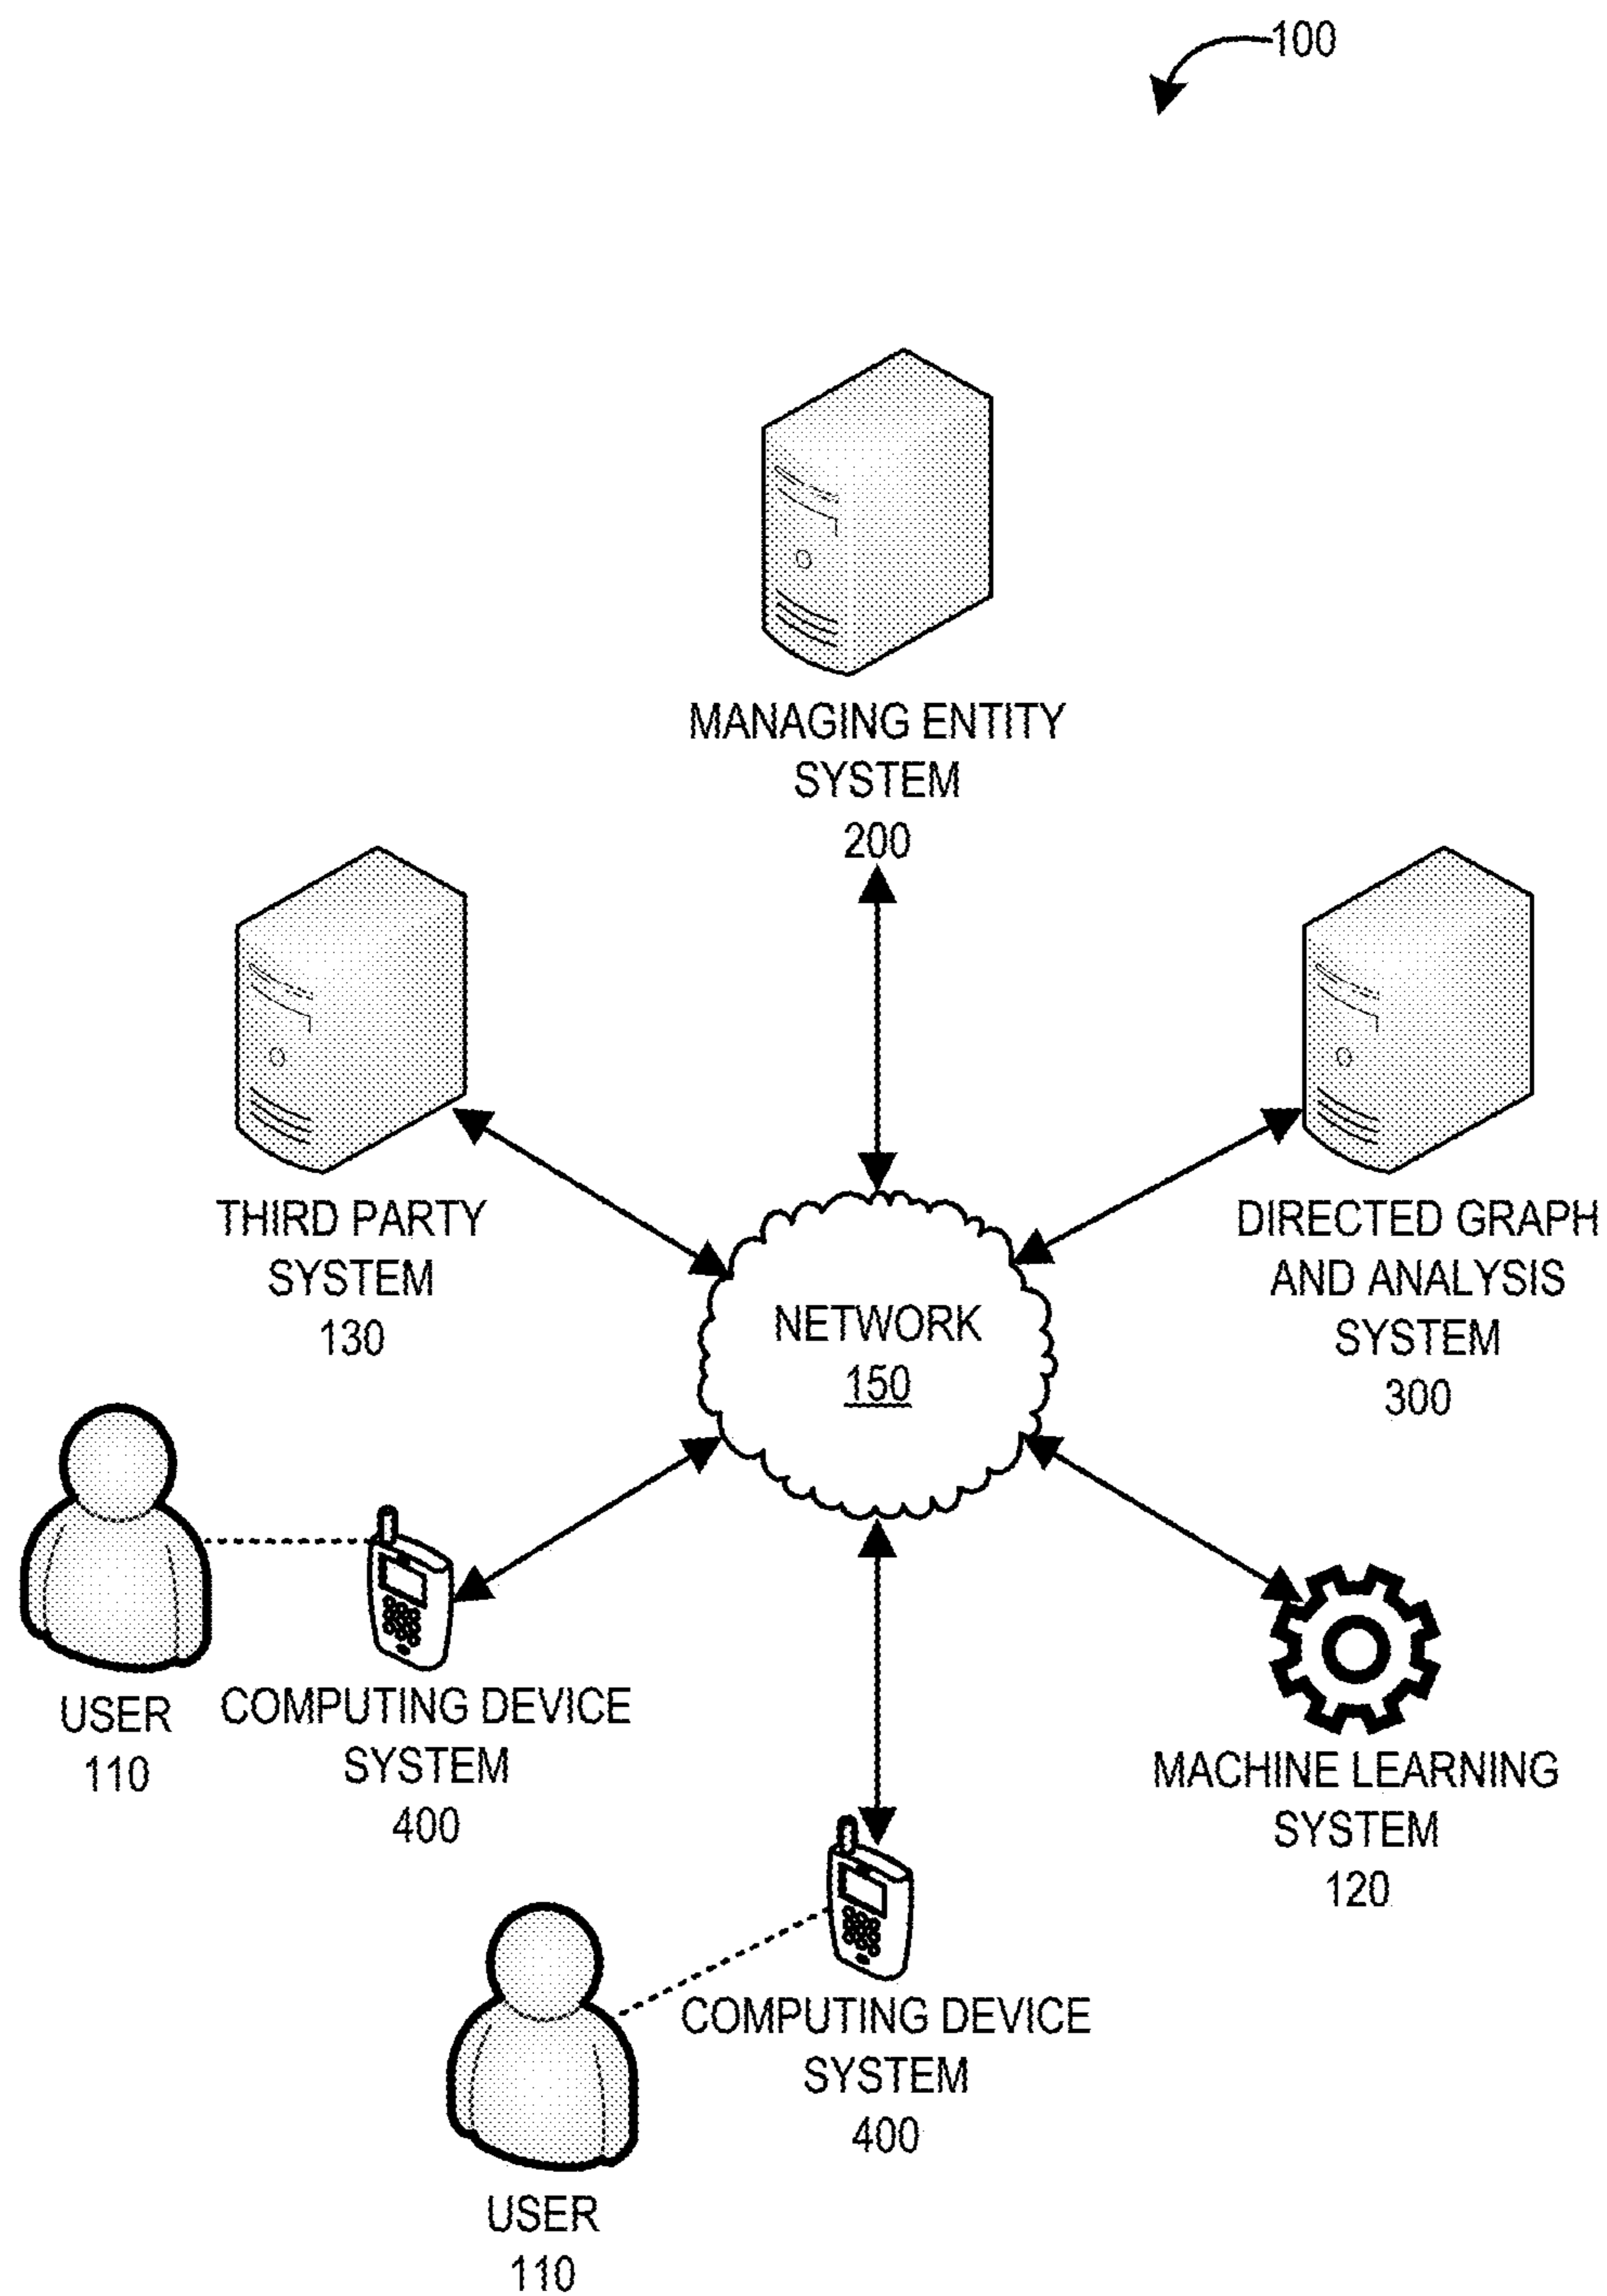 100
MANAGING ENTITY
SYSTEM
200
THIRD PARTY
SYSTEM
130
DIRECTED GRAPH
AND ANALYSIS
SYSTEM
300
NETWORK
150
USER
110
COMPUTING DEVICE
SYSTEM
400
MACHINE LEARNING
SYSTEM
120
COMPUTING DEVICE
SYSTEM
400
USER
110